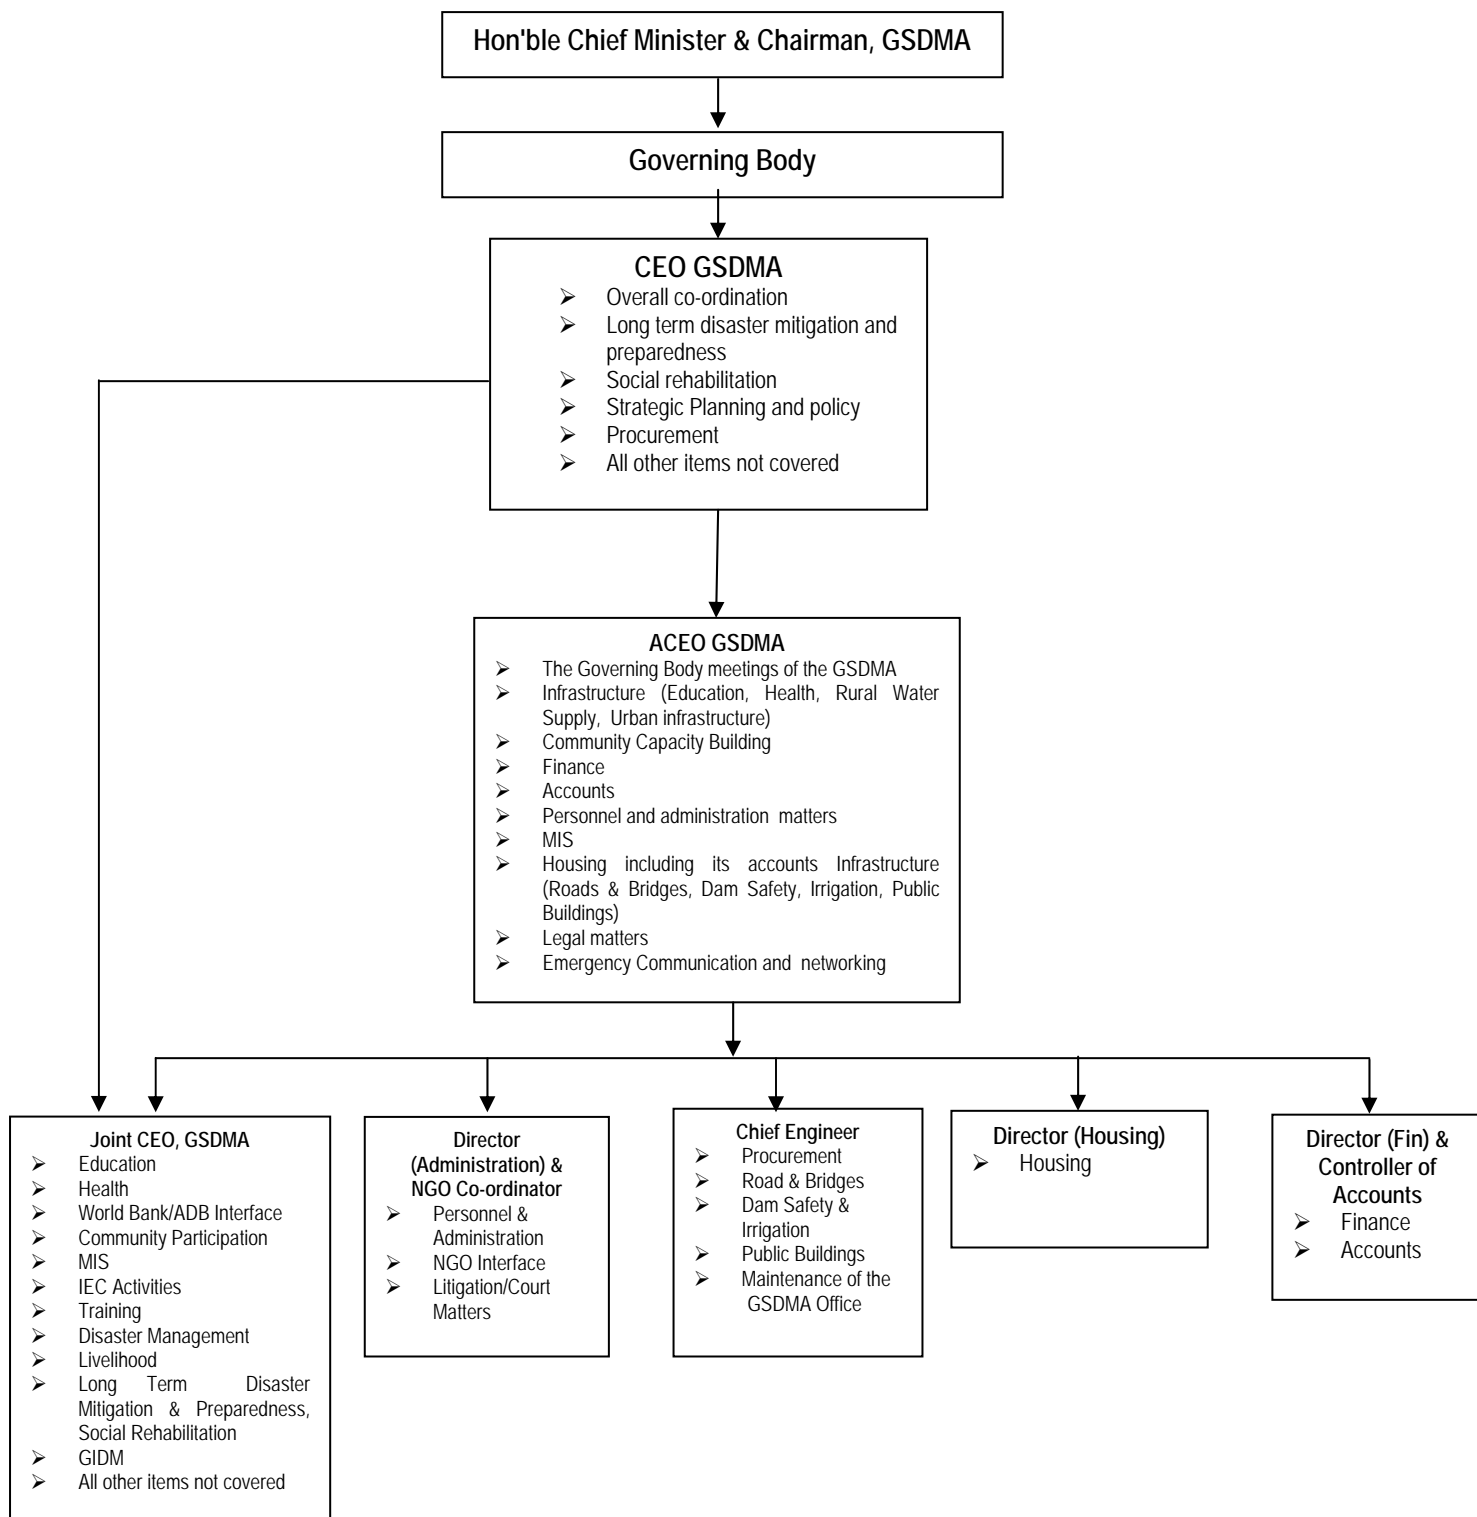 Hon'ble Chief Minister & Chairman, GSDMA
Governing Body
CEO GSDMA
➢ Overall co-ordination
➢ Long term disaster mitigation and
preparedness
➢ Social rehabilitation
➢ Strategic Planning and policy
➢ Procurement
➢ All other items not covered
ACEO GSDMA
➢ The Governing Body meetings of the GSDMA
➢ Infrastructure (Education, Health, Rural Water
Supply, Urban infrastructure)
➢ Community Capacity Building
➢ Finance
➢ Accounts
➢ Personnel and administration matters
➢ MIS
➢ Housing including its accounts Infrastructure
(Roads & Bridges, Dam Safety, Irrigation, Public
Buildings)
➢ Legal matters
➢ Emergency Communication and networking
Joint CEO, GSDMA
➢ Education
➢ Health
➢ World Bank/ADB Interface
➢ Community Participation
➢ MIS
➢ IEC Activities
➢ Training
➢ Disaster Management
➢ Livelihood
➢ Long Term Disaster
Mitigation & Preparedness,
Social Rehabilitation
➢ GIDM
➢ All other items not covered
Director
(Administration) &
NGO Co-ordinator
➢ Personnel &
Administration
➢ NGO Interface
➢ Litigation/Court
Matters
Chief Engineer
➢ Procurement
➢ Road & Bridges
➢ Dam Safety &
Irrigation
➢ Public Buildings
➢ Maintenance of the
GSDMA Office
Director (Housing)
➢ Housing
Director (Fin) &
Controller of
Accounts
➢ Finance
➢ Accounts